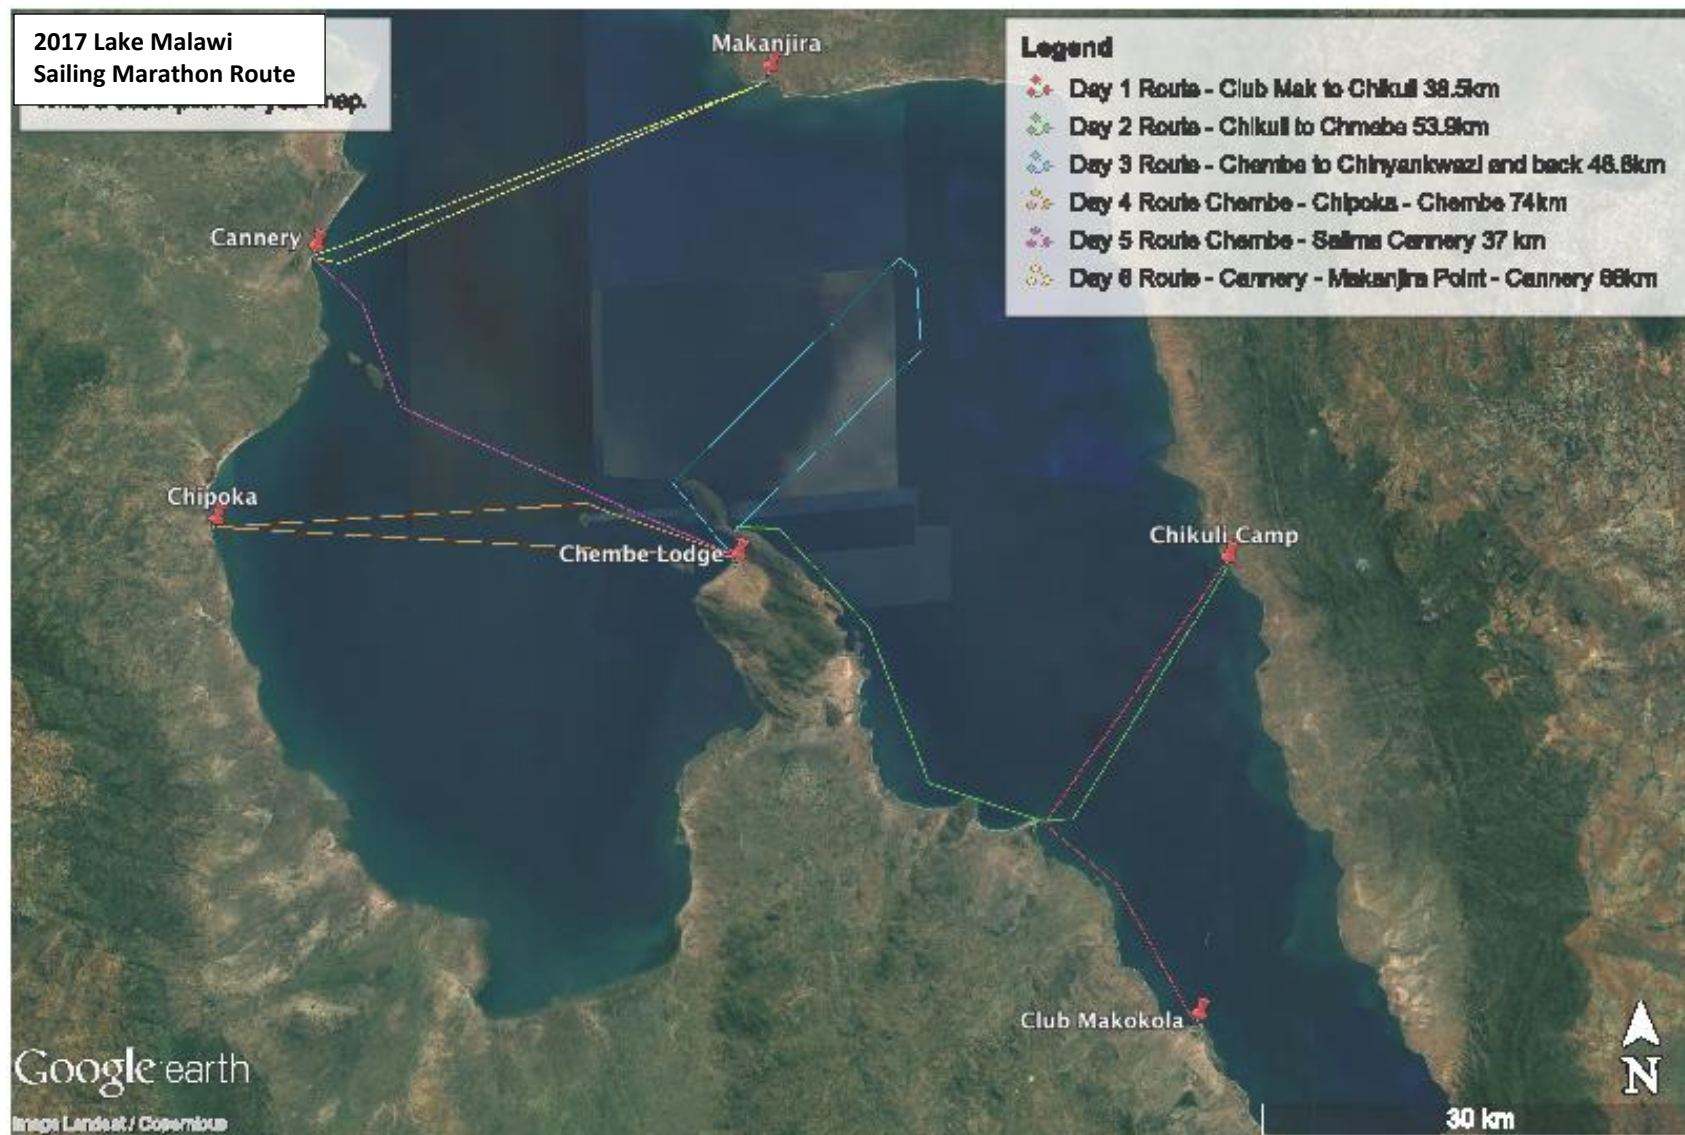 2017 Lake Malawi
Sailing Marathon Route
map.
Makanjira
Legend
Day 1 Route - Club Mak to Chikuli 38.5km
Day 2 Route - Chikuli to Chmebe 53.9km
Day 3 Route - Chembe to Chinyankwazi and back 46.6km
Day 4 Route Chembe - Chipoka - Chembe 74km
Day 5 Route Chembe - Salima Cannery 37 km
Day 6 Route - Cannery - Makanjira Point - Cannery
Cannery
Chipoka
Chembe Lodge
Chikuli Camp
Club Makokola
Google earth
Image Landsat / Copernicus
N
30 km